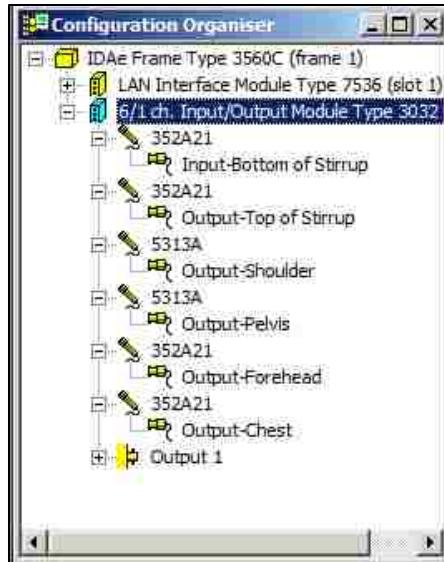 Configuration Organiser
IDAe Frame Type 3560C (frame 1)
LAN Interface Module Type 7536 (slot 1)
6/1 ch. Input/Output Module Type 3032
352A21
Input-Bottom of Stirrup
352A21
Output-Top of Stirrup
5313A
Output-Shoulder
5313A
Output-Pelvis
352A21
Output-Forehead
352A21
Output-Chest
Output 1